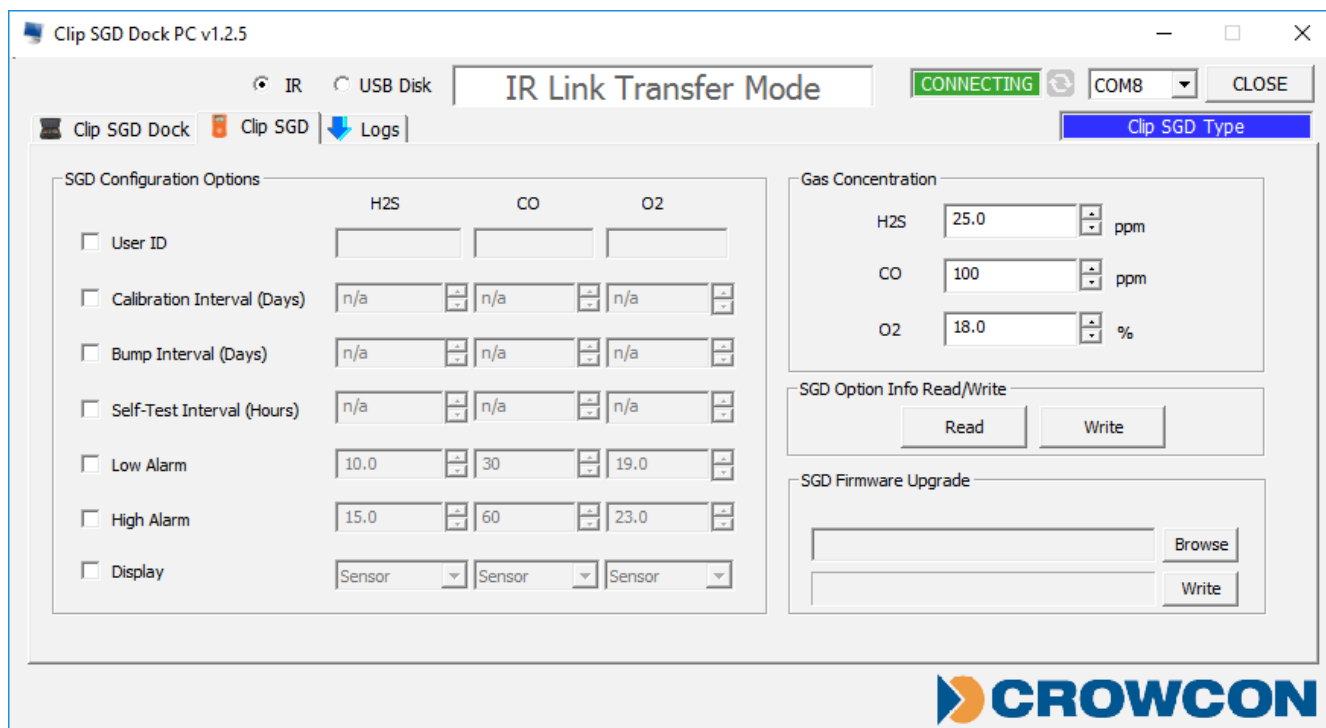 Clip SGD Dock PC v1.2.5
IR USB Disk IR Link Transfer Mode CONNECTING COM8 CLOSE
Clip SGD Dock Clip SGD Logs Clip SGD Type
SGD Configuration Options
H2S CO O2
User ID
Calibration Interval (Days) n/a n/a n/a
Bump Interval (Days) n/a n/a n/a
Self-Test Interval (Hours) n/a n/a n/a
Low Alarm 10.0 30 19.0
High Alarm 15.0 60 23.0
Display Sensor Sensor Sensor
Gas Concentration
H2S 25.0 ppm
CO 100 ppm
O2 18.0 %
SGD Option Info Read/Write
Read Write
SGD Firmware Upgrade
Browse
Write
CROWCON